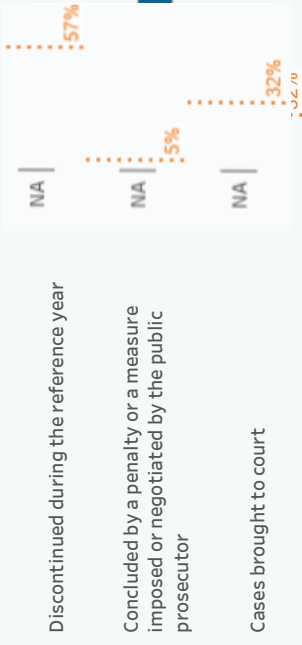 Discontinued during the reference year
NA
57%
Concluded by a penalty or a measure
imposed or negotiated by the public
prosecutor
NA
5%
Cases brought to court
NA
32%